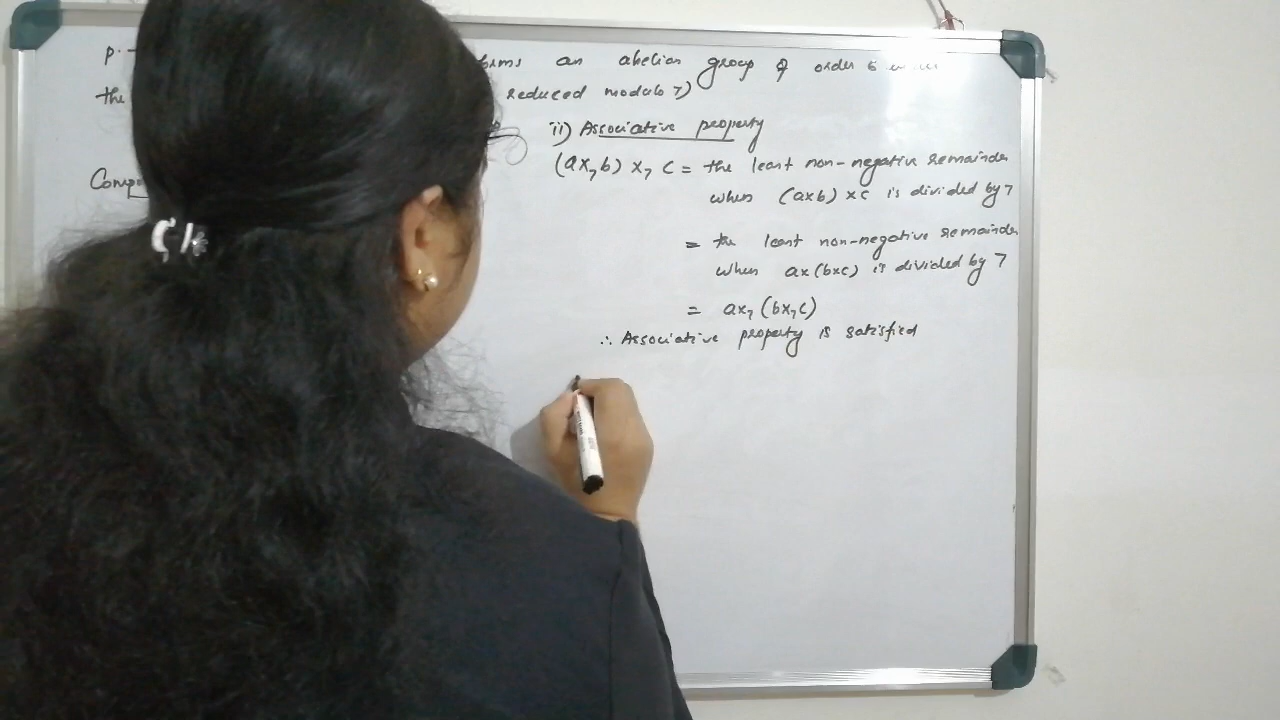 P.
forms an abelian group of order 6 under
the
reduced modulo 7)
Comp
ii) Associative property
(a×₇b) ×₇ c = the least non-negative remainder
when (a×b) ×c is divided by 7
= the least non-negative remainder
when a×(b×c) is divided by 7
= a×₇ (b×₇c)
∴ Associative property is satisfied